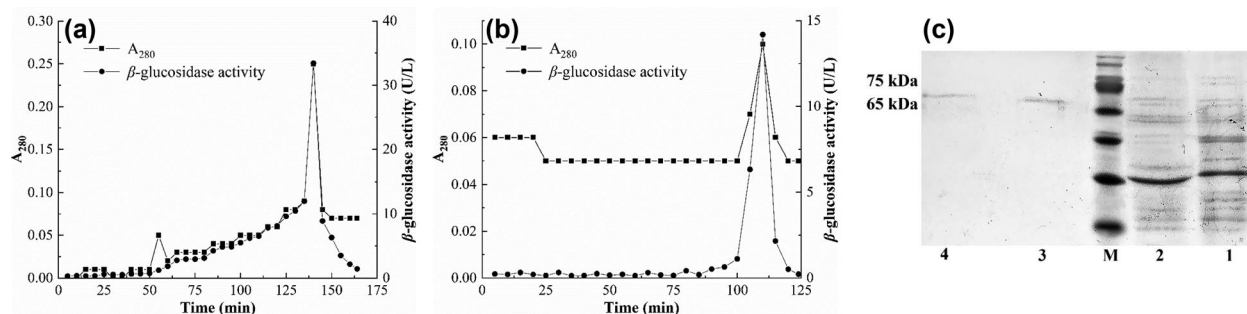 (a)
0.30
0.25
0.20
0.15
0.10
0.05
0.00
A280
40
30
20
10
0
β-glucosidase activity (U/L)
A280
β-glucosidase activity
0 25 50 75 100 125 150 175
Time (min)
(b)
0.10
0.08
0.06
0.04
0.02
0.00
A280
15
10
5
0
β-glucosidase activity (U/L)
A280
β-glucosidase activity
0 25 50 75 100 125
Time (min)
(c)
75 kDa
65 kDa
4 3 M 2 1